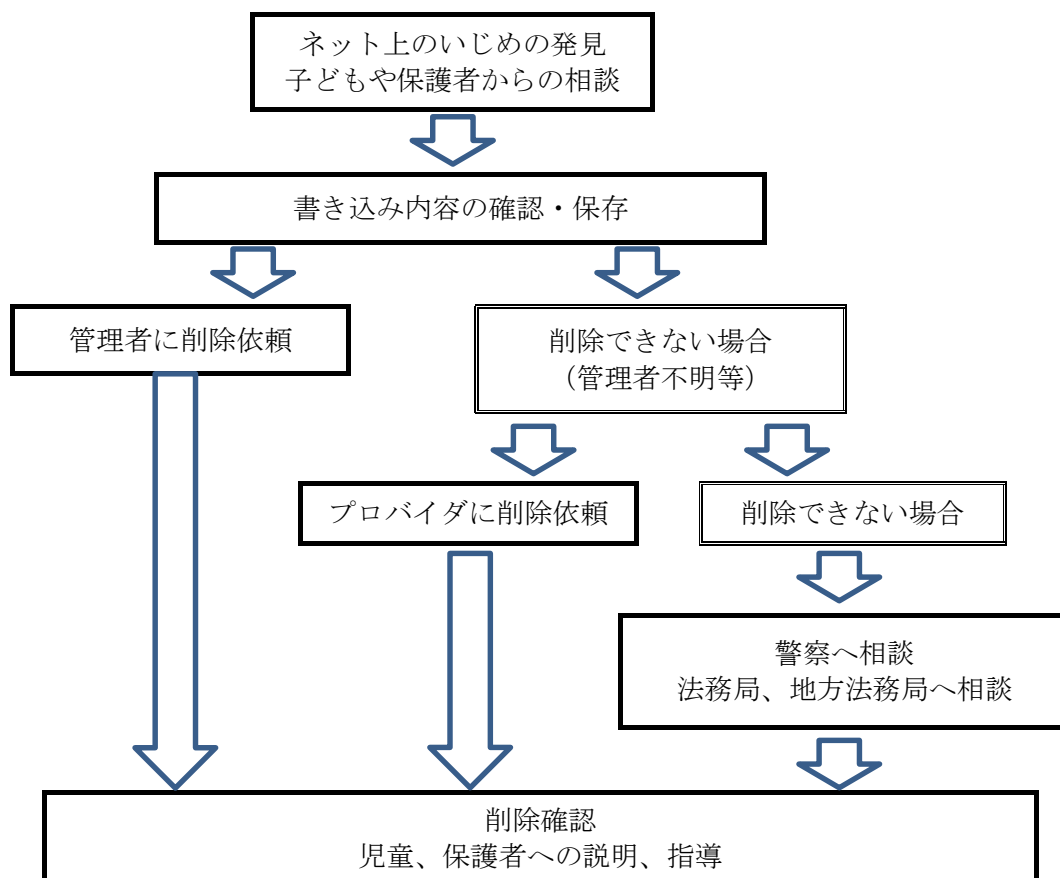 ネット上のいじめの発見
子どもや保護者からの相談
書き込み内容の確認・保存
管理者に削除依頼
削除できない場合
（管理者不明等）
プロバイダに削除依頼
削除できない場合
警察へ相談
法務局、地方法務局へ相談
削除確認
児童、保護者への説明、指導